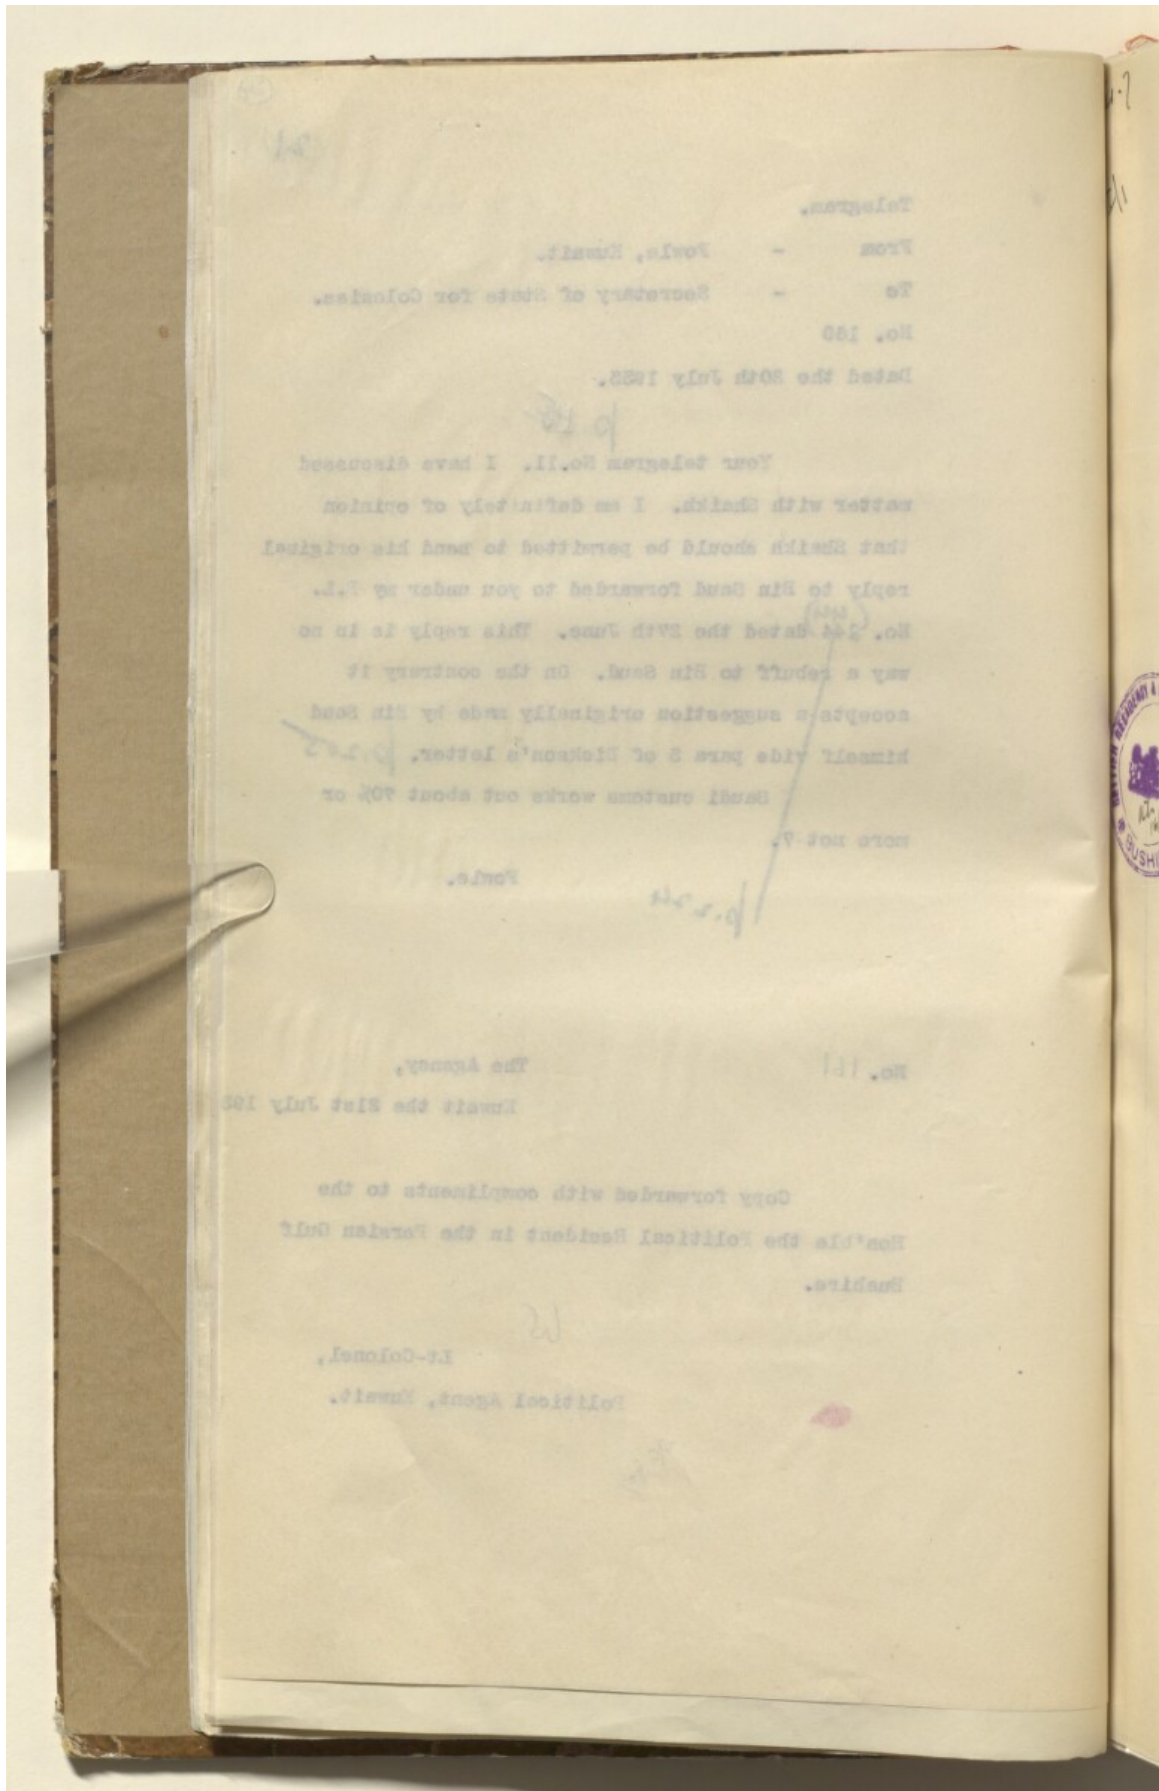 Telegram.
From - Fowle, Kuwait.
To - Secretary of State for Colonies.
No. 160
Dated the 20th July 1933.
Your telegram No.11. I have discussed
matter with Shaikh. I am definitely of opinion
that Shaikh should be permitted to send his original
reply to Bin Saud forwarded to you under my P.L.
No. 244 dated the 27th June. This reply is in no
way a rebuff to Bin Saud. On the contrary it
accepts a suggestion originally made by Bin Saud
himself vide para 5 of Dickson's letter. p.205
Saudi customs works out about 70% or
more not 7.
Fowle.
p.224
No. 161 The Agency,
Kuwait the 21st July 193
Copy forwarded with compliments to the
Hon'ble the Political Resident in the Persian Gulf
Bushire.
Lt-Colonel,
Political Agent, Kuwait.